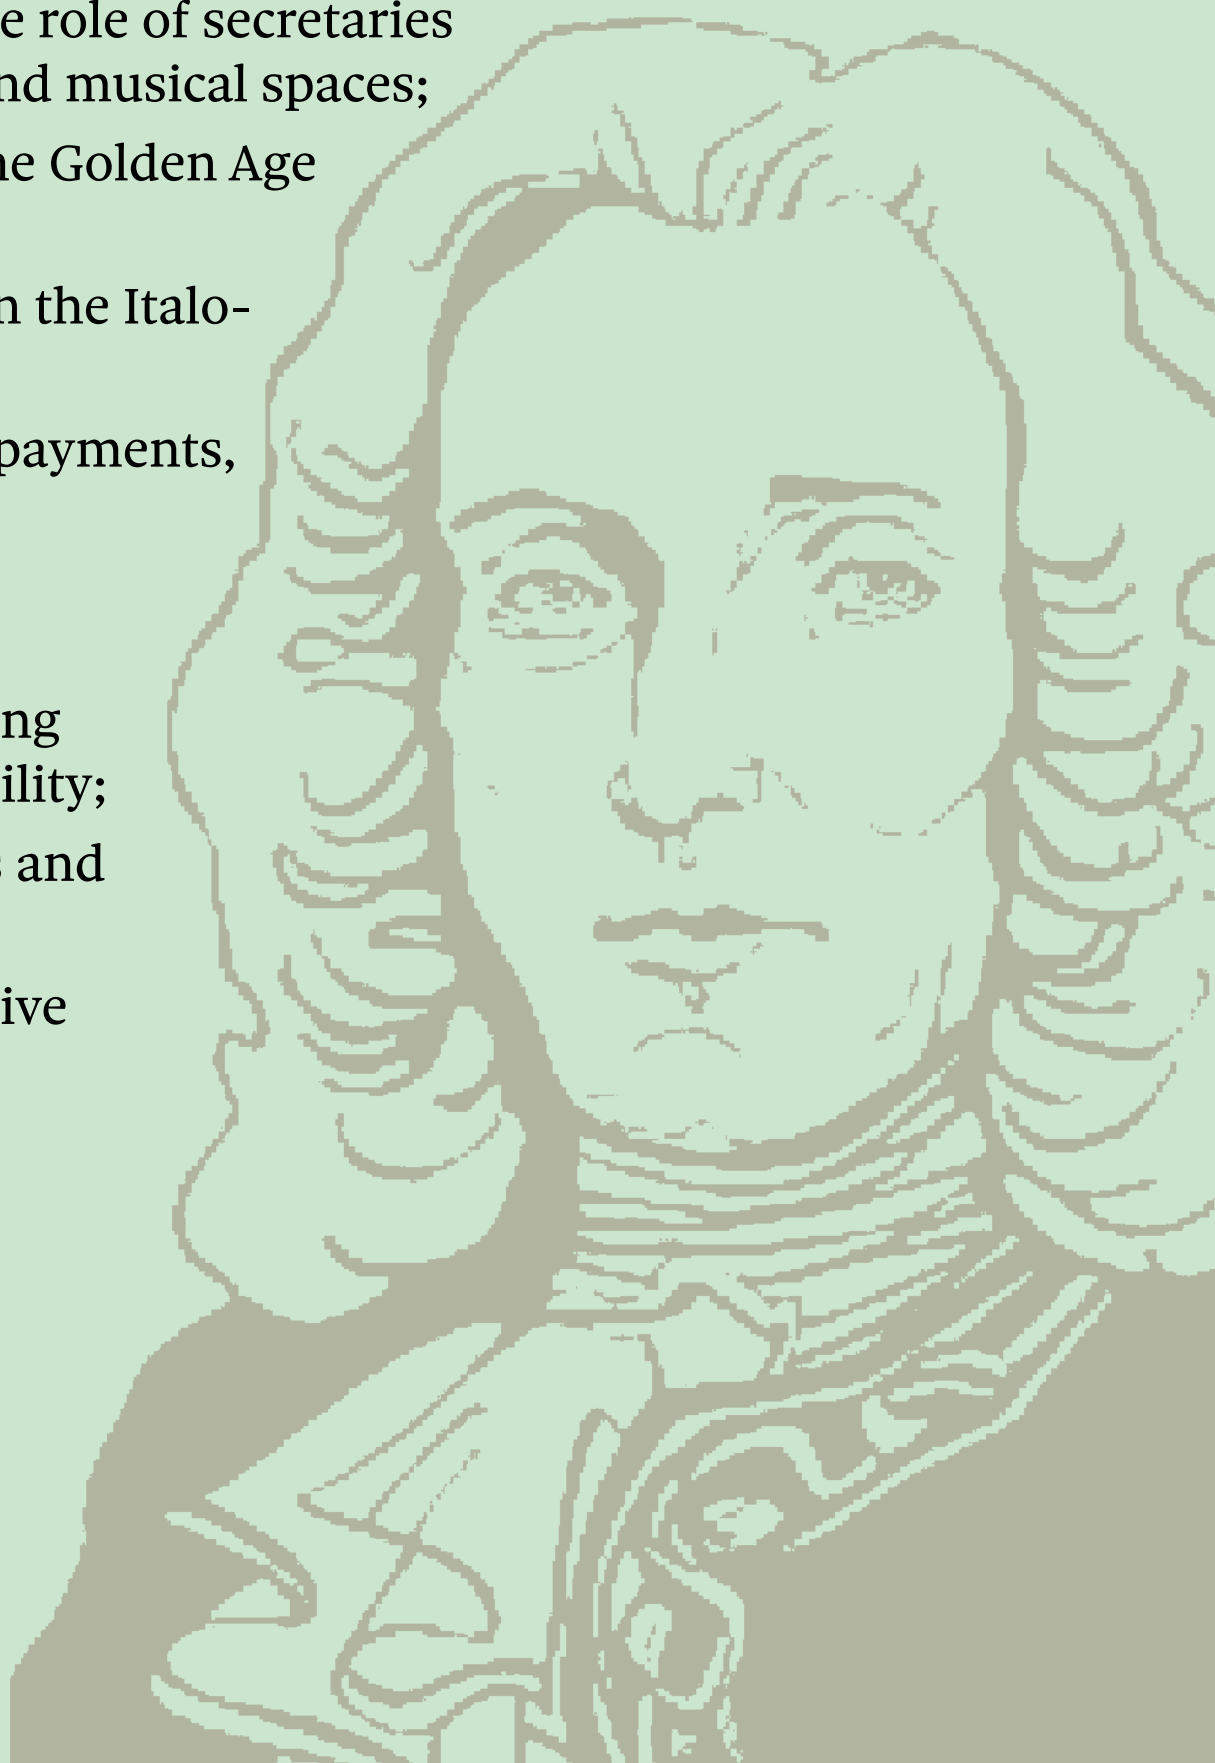 e role of secretaries
nd musical spaces;
ne Golden Age
n the Italo-
payments,
ng
ility;
s and
ive